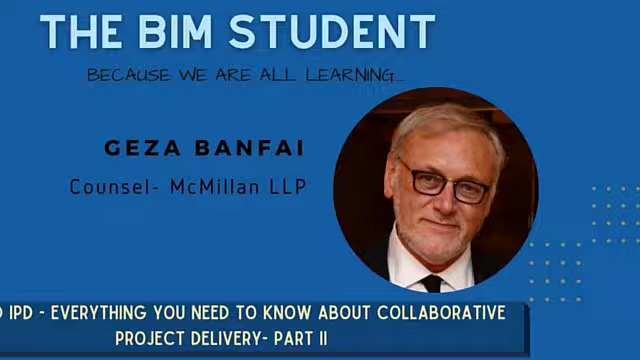 THE BIM STUDENT
BECAUSE WE ARE ALL LEARNING...
GEZA BANFAI
Counsel- McMillan LLP
IPD - EVERYTHING YOU NEED TO KNOW ABOUT COLLABORATIVE
PROJECT DELIVERY- PART II